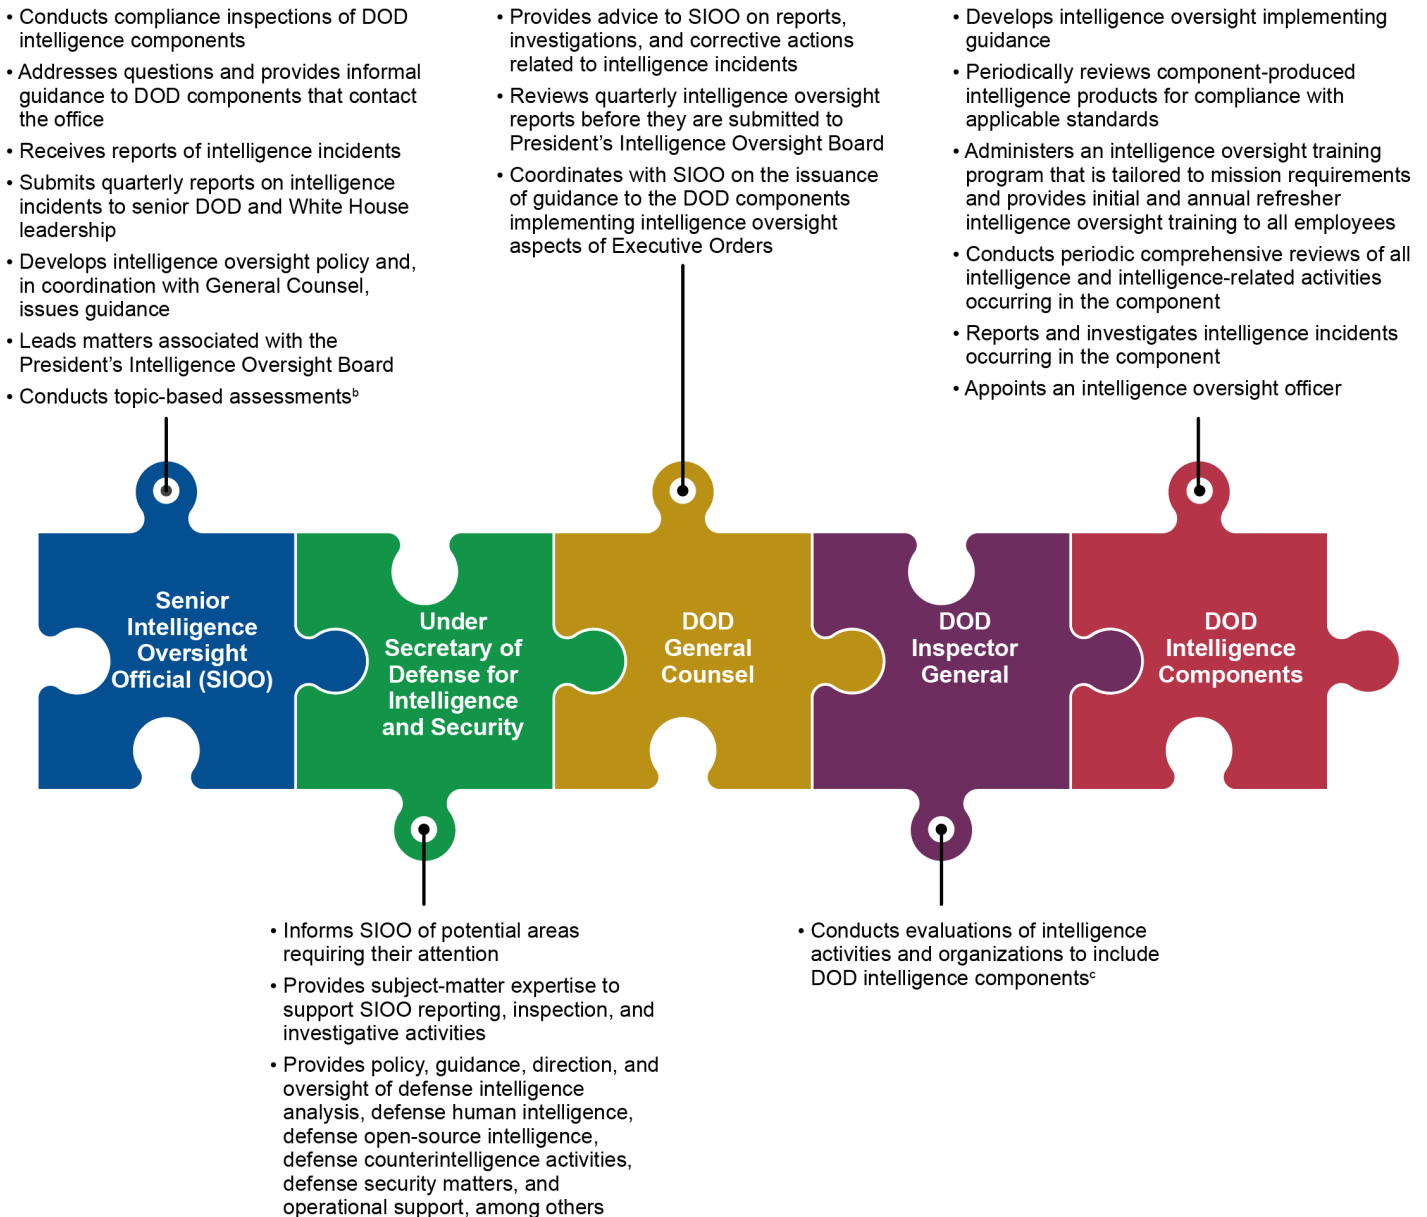 • Conducts compliance inspections of DOD
intelligence components
• Addresses questions and provides informal
guidance to DOD components that contact
the office
• Receives reports of intelligence incidents
• Submits quarterly reports on intelligence
incidents to senior DOD and White House
leadership
• Develops intelligence oversight policy and,
in coordination with General Counsel,
issues guidance
• Leads matters associated with the
President’s Intelligence Oversight Board
• Conducts topic-based assessmentsᵇ
• Provides advice to SIOO on reports,
investigations, and corrective actions
related to intelligence incidents
• Reviews quarterly intelligence oversight
reports before they are submitted to
President’s Intelligence Oversight Board
• Coordinates with SIOO on the issuance
of guidance to the DOD components
implementing intelligence oversight
aspects of Executive Orders
• Develops intelligence oversight implementing
guidance
• Periodically reviews component-produced
intelligence products for compliance with
applicable standards
• Administers an intelligence oversight training
program that is tailored to mission requirements
and provides initial and annual refresher
intelligence oversight training to all employees
• Conducts periodic comprehensive reviews of all
intelligence and intelligence-related activities
occurring in the component
• Reports and investigates intelligence incidents
occurring in the component
• Appoints an intelligence oversight officer
Senior
Intelligence
Oversight
Official (SIOO)
Under
Secretary of
Defense for
Intelligence
and Security
DOD
General
Counsel
DOD
Inspector
General
DOD
Intelligence
Components
• Informs SIOO of potential areas
requiring their attention
• Provides subject-matter expertise to
support SIOO reporting, inspection, and
investigative activities
• Provides policy, guidance, direction, and
oversight of defense intelligence
analysis, defense human intelligence,
defense open-source intelligence,
defense counterintelligence activities,
defense security matters, and
operational support, among others
• Conducts evaluations of intelligence
activities and organizations to include
DOD intelligence componentsᶜ